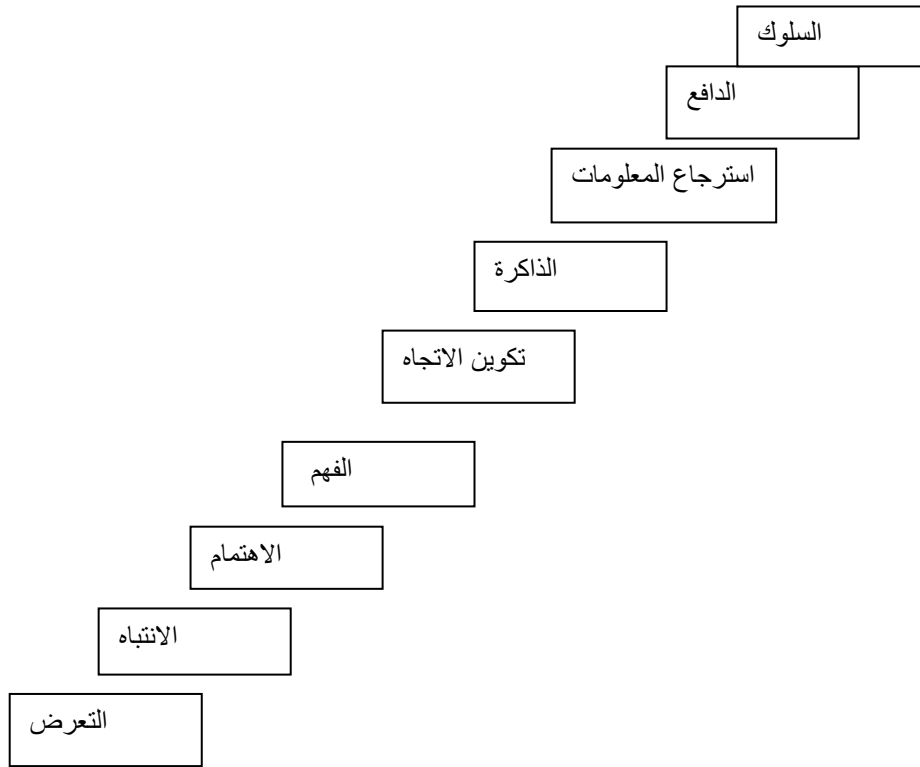 السلوك
الدافع
استرجاع المعلومات
الذاكرة
تكوين الاتجاه
الفهم
الاهتمام
الانتباه
التعرض